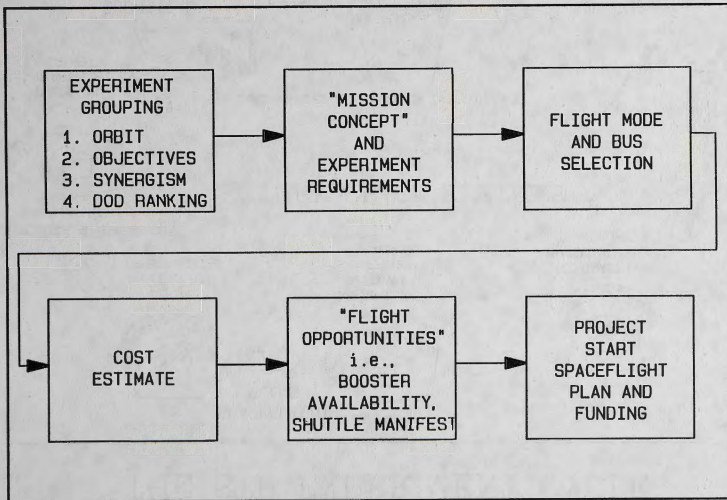 EXPERIMENT
GROUPING
1. ORBIT
2. OBJECTIVES
3. SYNERGISM
4. DOD RANKING
"MISSION
CONCEPT"
AND
EXPERIMENT
REQUIREMENTS
FLIGHT MODE
AND BUS
SELECTION
COST
ESTIMATE
"FLIGHT
OPPORTUNITIES"
i.e.,
BOOSTER
AVAILABILITY,
SHUTTLE MANIFEST
PROJECT
START
SPACEFLIGHT
PLAN AND
FUNDING